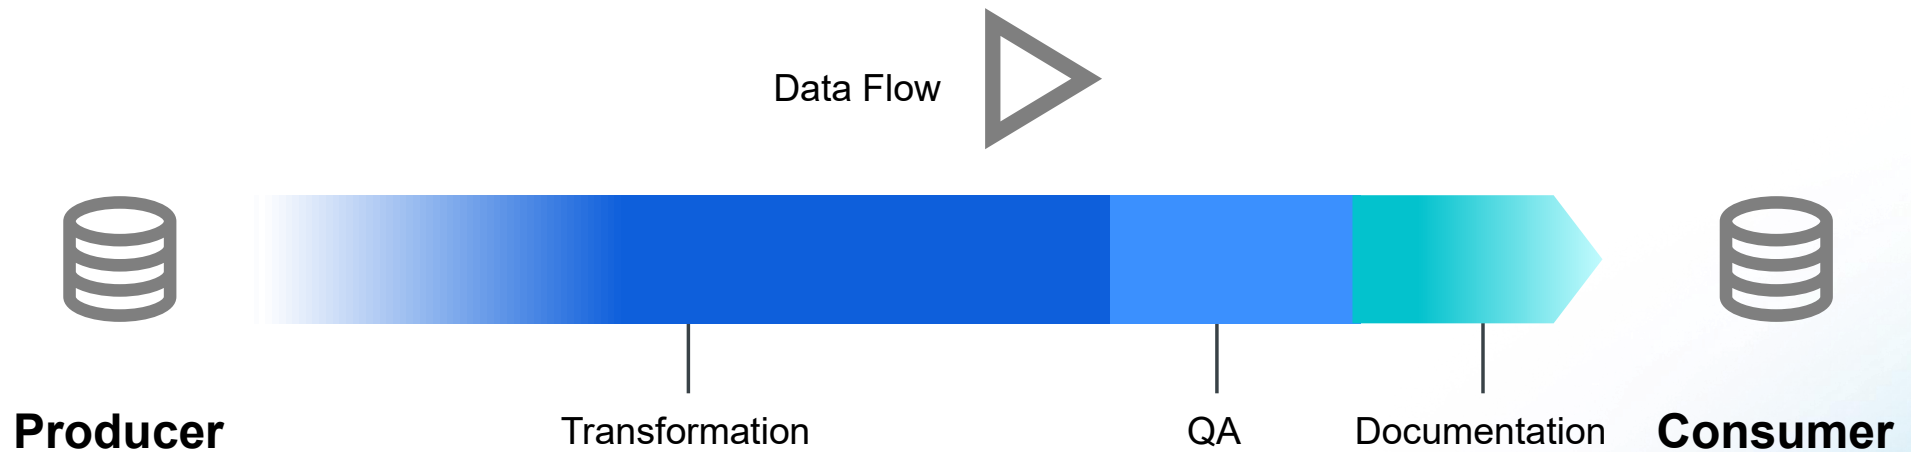 Data Flow
Producer
Transformation
QA
Documentation
Consumer